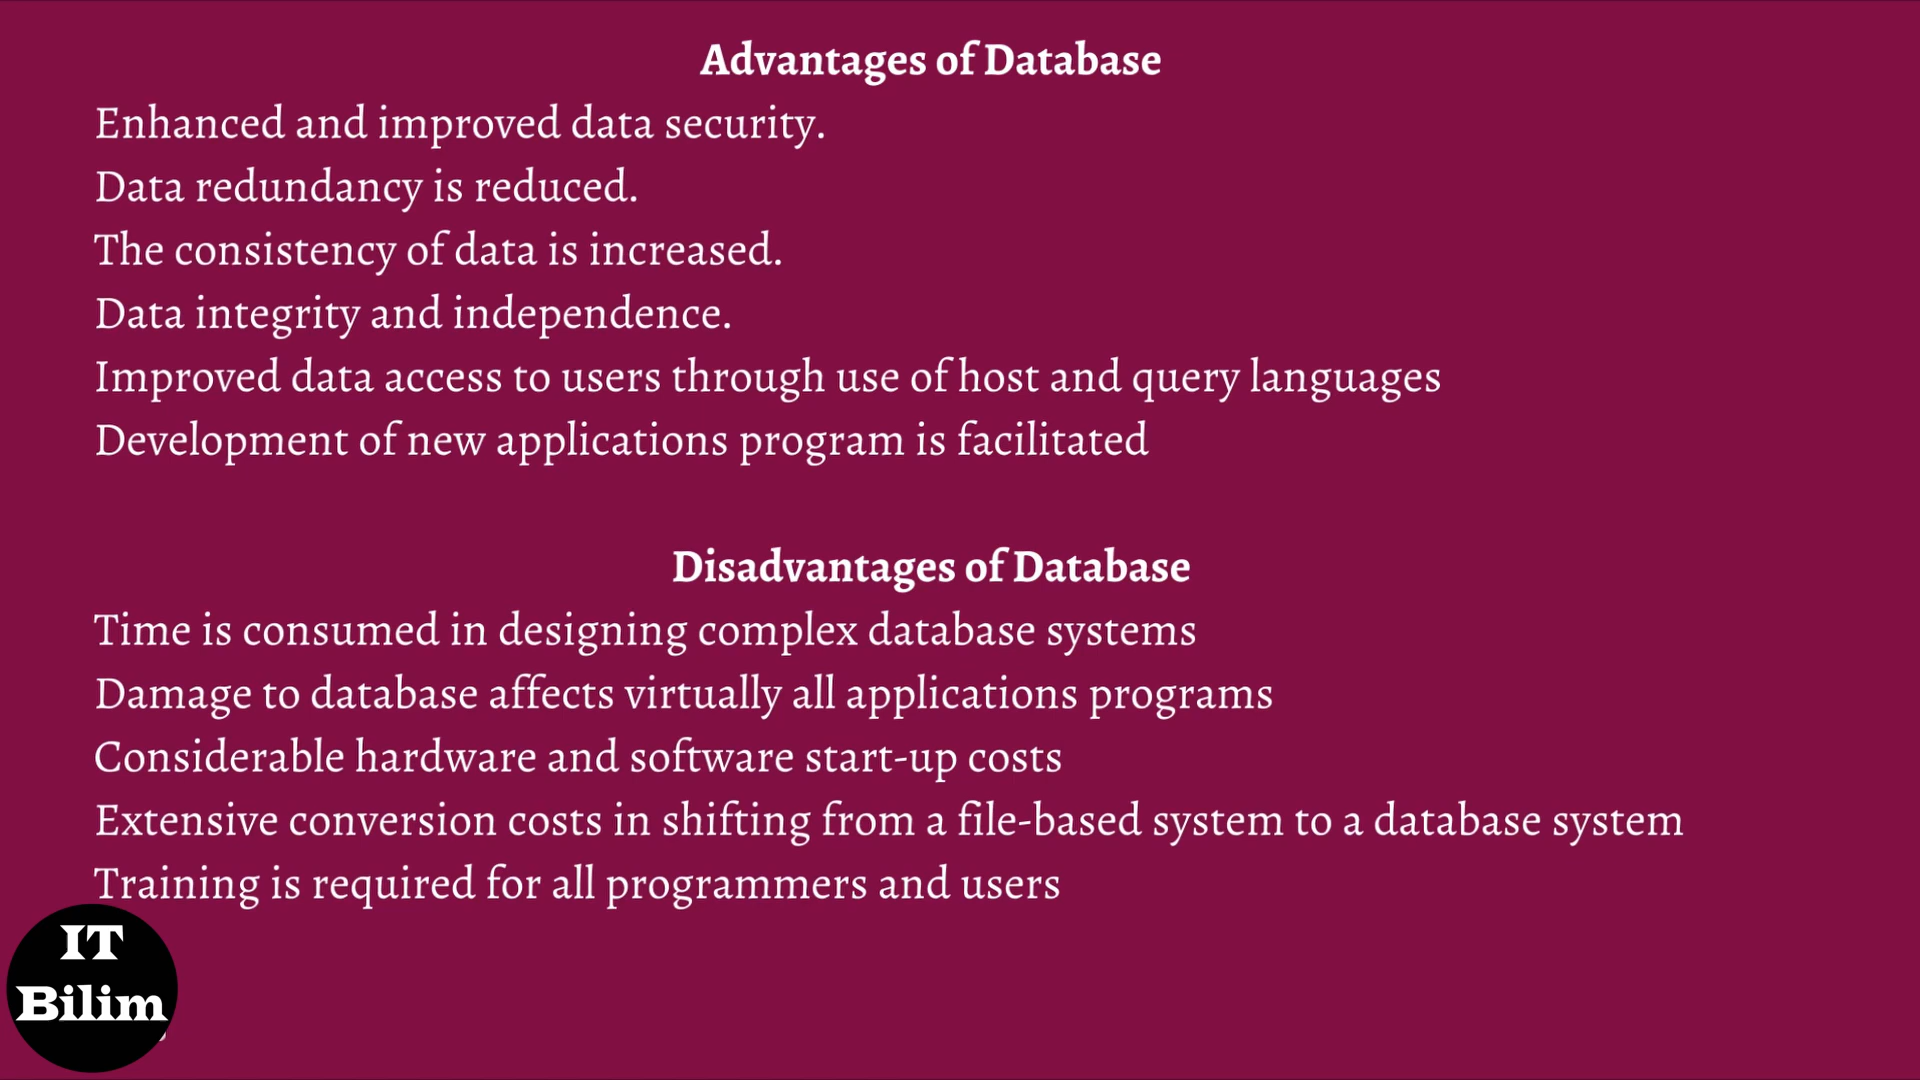 Advantages of Database
Enhanced and improved data security.
Data redundancy is reduced.
The consistency of data is increased.
Data integrity and independence.
Improved data access to users through use of host and query languages
Development of new applications program is facilitated
Disadvantages of Database
Time is consumed in designing complex database systems
Damage to database affects virtually all applications programs
Considerable hardware and software start-up costs
Extensive conversion costs in shifting from a file-based system to a database system
Training is required for all programmers and users
IT
Bilim